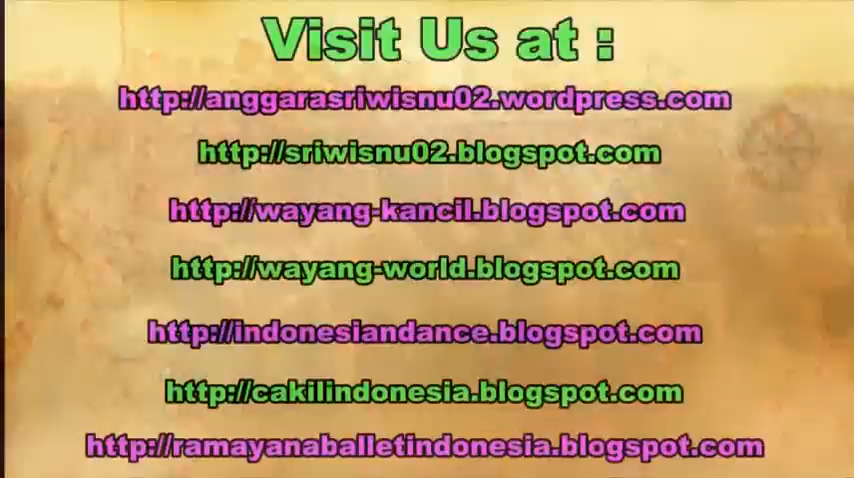 Visit Us at :
http://anggarasriwisnu02.wordpress.com
http://sriwisnu02.blogspot.com
http://wayang-kancil.blogspot.com
http://wayang-world.blogspot.com
http://indonesiandance.blogspot.com
http://cakilindonesia.blogspot.com
http://ramayanaballetindonesia.blogspot.com